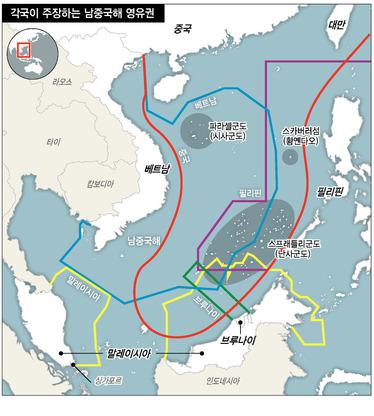 각국이 주장하는 남중국해 영유권
대만
중국
라오스
베트남
파라셀군도
(시사군도)
스카버러섬
(황옌다오)
중국
태이
베트남
필리핀
필리핀
캄보디아
남중국해
스프래틀리군도
(난사군도)
말레이시아
브루나이
브루나이
말레이시아
싱가포르
인도네시아